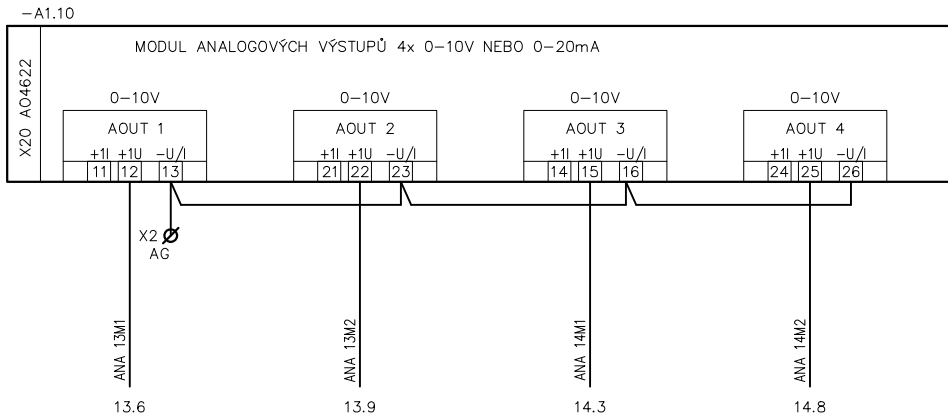 -A1.10
X20 AO4622
MODUL ANALOGOVÝCH VÝSTUPŮ 4x 0-10V NEBO 0-20mA
0-10V 0-10V 0-10V 0-10V
AOUT 1 AOUT 2 AOUT 3 AOUT 4
+1I +1U -U/I +1I +1U -U/I +1I +1U -U/I +1I +1U -U/I
11 12 13 21 22 23 14 15 16 24 25 26
X2
AG
ANA 13M1 ANA 13M2 ANA 14M1 ANA 14M2
13.6 13.9 14.3 14.8